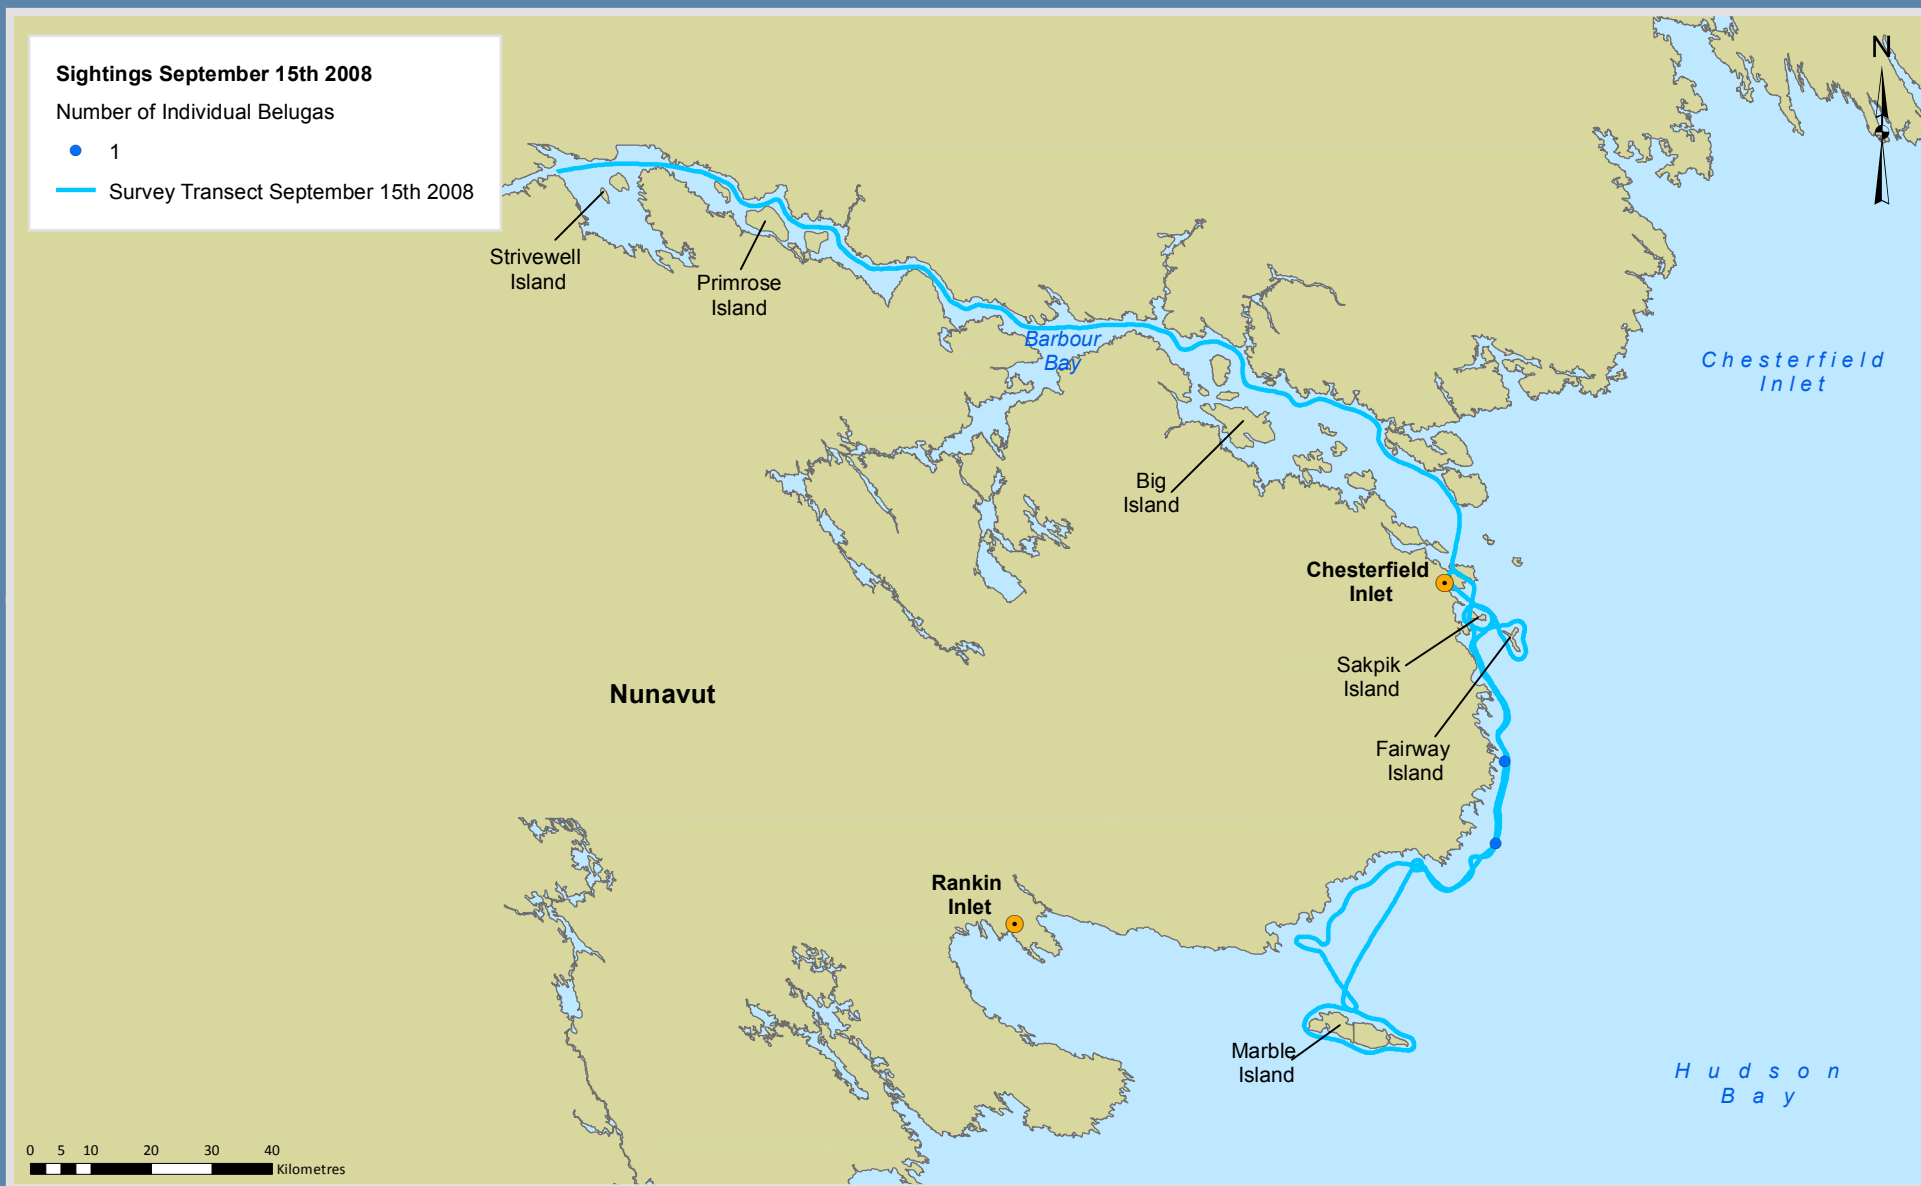 Sightings September 15th 2008
Number of Individual Belugas
1
Survey Transect September 15th 2008
N
Strivewell
Island
Primrose
Island
Barbour
Bay
Chesterfield
Inlet
Big
Island
Chesterfield
Inlet
Sakpik
Island
Nunavut
Fairway
Island
Rankin
Inlet
Marble
Island
Hudson
Bay
0 5 10 20 30 40
Kilometres